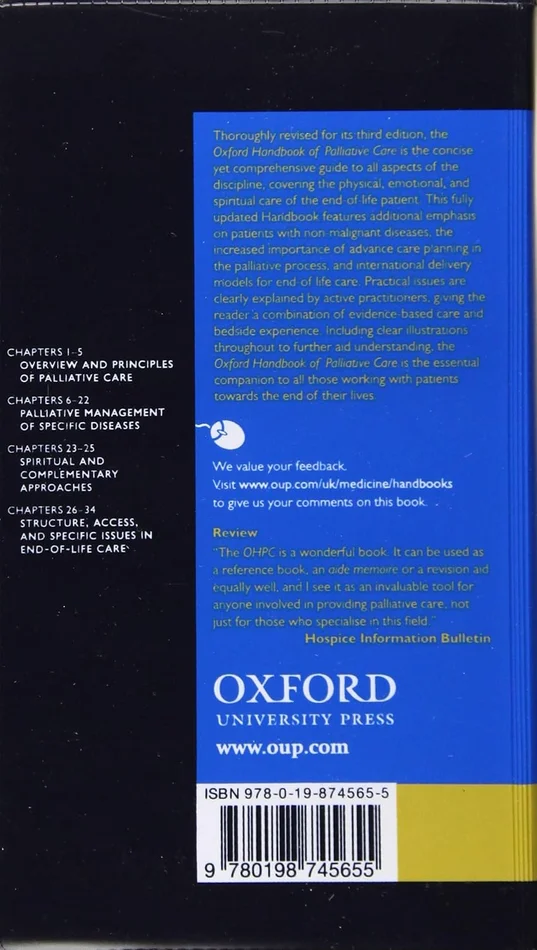 Thoroughly revised for its third edition, the
Oxford Handbook of Palliative Care is the concise
yet comprehensive guide to all aspects of the
discipline, covering the physical, emotional, and
spiritual care of the end-of-life patient. This fully
updated Handbook features additional emphasis
on patients with non-malignant diseases, the
increased importance of advance care planning in
the palliative process, and international delivery
models for end-of-life care. Practical issues are
clearly explained by active practitioners, giving the
reader a combination of evidence-based care and
bedside experience. Including clear illustrations
throughout to further aid understanding, the
Oxford Handbook of Palliative Care is the essential
companion to all those working with patients
towards the end of their lives.
CHAPTERS 1–5
OVERVIEW AND PRINCIPLES
OF PALLIATIVE CARE
CHAPTERS 6–22
PALLIATIVE MANAGEMENT
OF SPECIFIC DISEASES
CHAPTERS 23–25
SPIRITUAL AND
COMPLEMENTARY
APPROACHES
CHAPTERS 26–34
STRUCTURE, ACCESS,
AND SPECIFIC ISSUES IN
END-OF-LIFE CARE
We value your feedback.
Visit www.oup.com/uk/medicine/handbooks
to give us your comments on this book.
Review
"The OHPC is a wonderful book. It can be used as
a reference book, an aide memoire or a revision aid
equally well, and I see it as an invaluable tool for
anyone involved in providing palliative care, not
just for those who specialise in this field."
Hospice Information Bulletin
OXFORD
UNIVERSITY PRESS
www.oup.com
ISBN 978-0-19-874565-5
9 780198 745655